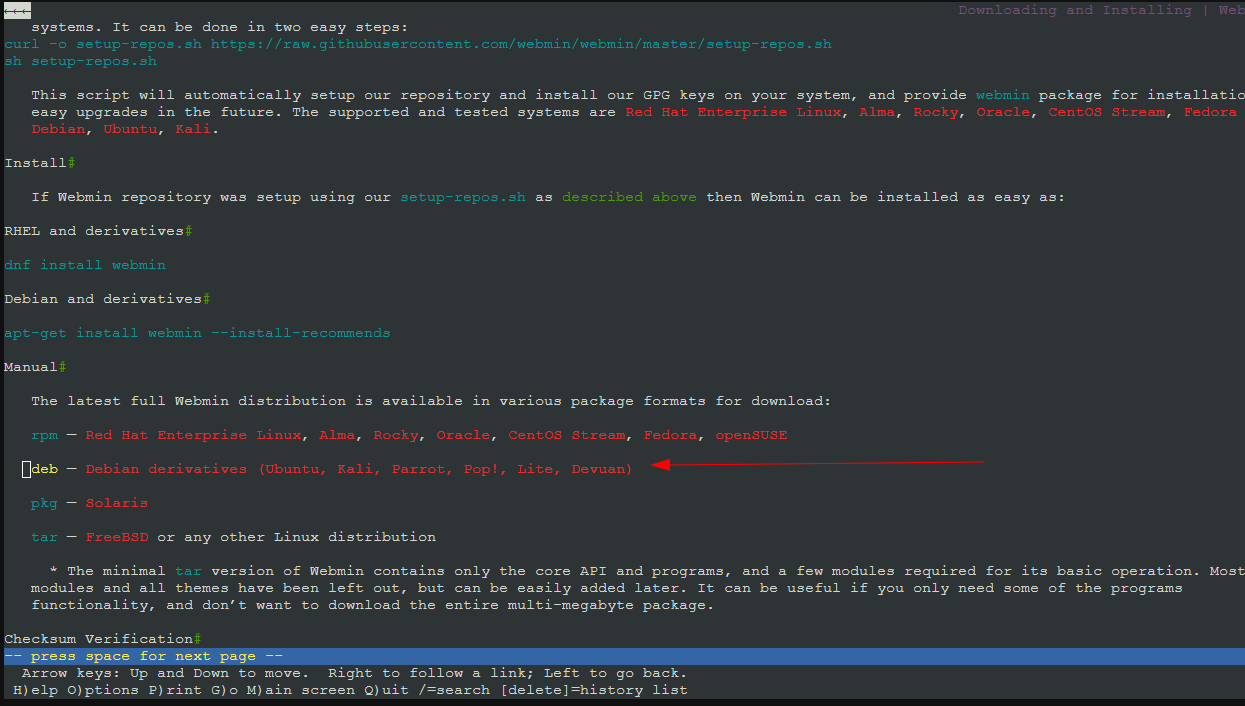 ←←←
Downloading and Installing | Web
systems. It can be done in two easy steps:
curl -o setup-repos.sh https://raw.githubusercontent.com/webmin/webmin/master/setup-repos.sh
sh setup-repos.sh
This script will automatically setup our repository and install our GPG keys on your system, and provide webmin package for installatio
easy upgrades in the future. The supported and tested systems are Red Hat Enterprise Linux, Alma, Rocky, Oracle, CentOS Stream, Fedora
Debian, Ubuntu, Kali.
Install#
If Webmin repository was setup using our setup-repos.sh as described above then Webmin can be installed as easy as:
RHEL and derivatives#
dnf install webmin
Debian and derivatives#
apt-get install webmin --install-recommends
Manual#
The latest full Webmin distribution is available in various package formats for download:
rpm — Red Hat Enterprise Linux, Alma, Rocky, Oracle, CentOS Stream, Fedora, openSUSE
deb — Debian derivatives (Ubuntu, Kali, Parrot, Pop!, Lite, Devuan)
pkg — Solaris
tar — FreeBSD or any other Linux distribution
* The minimal tar version of Webmin contains only the core API and programs, and a few modules required for its basic operation. Most
modules and all themes have been left out, but can be easily added later. It can be useful if you only need some of the programs
functionality, and don’t want to download the entire multi-megabyte package.
Checksum Verification#
-- press space for next page --
Arrow keys: Up and Down to move.  Right to follow a link; Left to go back.
H)elp O)ptions P)rint G)o M)ain screen Q)uit /=search [delete]=history list